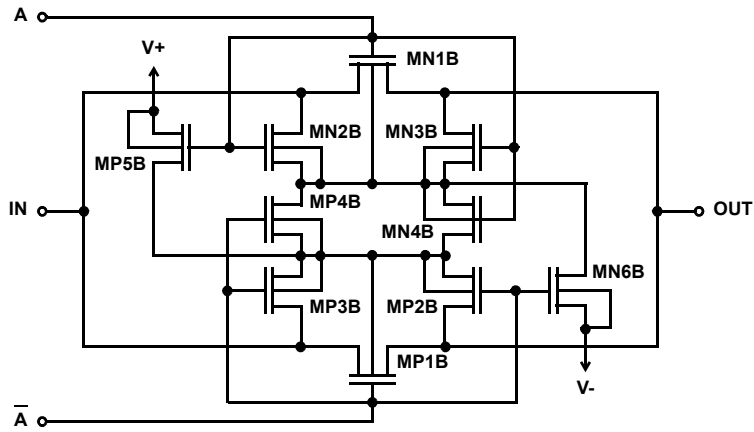 A
V+
MN1B
MN2B
MN3B
MP5B
MP4B
IN
OUT
MN4B
MN6B
MP3B
MP2B
MP1B
V-
A̅